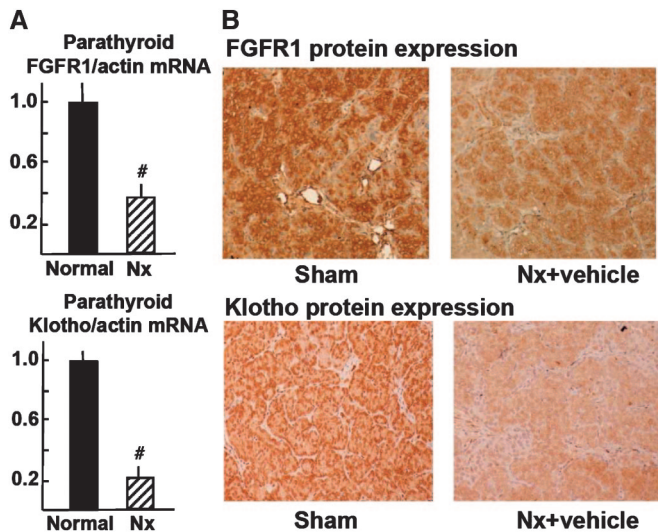 A
Parathyroid
FGFR1/actin mRNA
1.0
0.6
0.2
#
Normal Nx
Parathyroid
Klotho/actin mRNA
1.0
0.6
0.2
#
Normal Nx
B
FGFR1 protein expression
Sham Nx+vehicle
Klotho protein expression
Sham Nx+vehicle